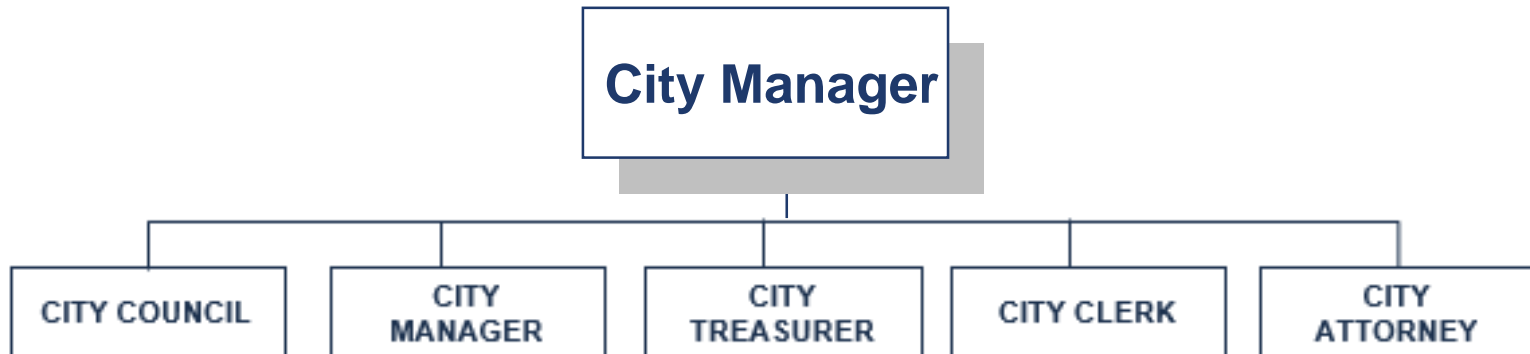 City Manager
CITY COUNCIL
CITY
MANAGER
CITY
TREASURER
CITY CLERK
CITY
ATTORNEY